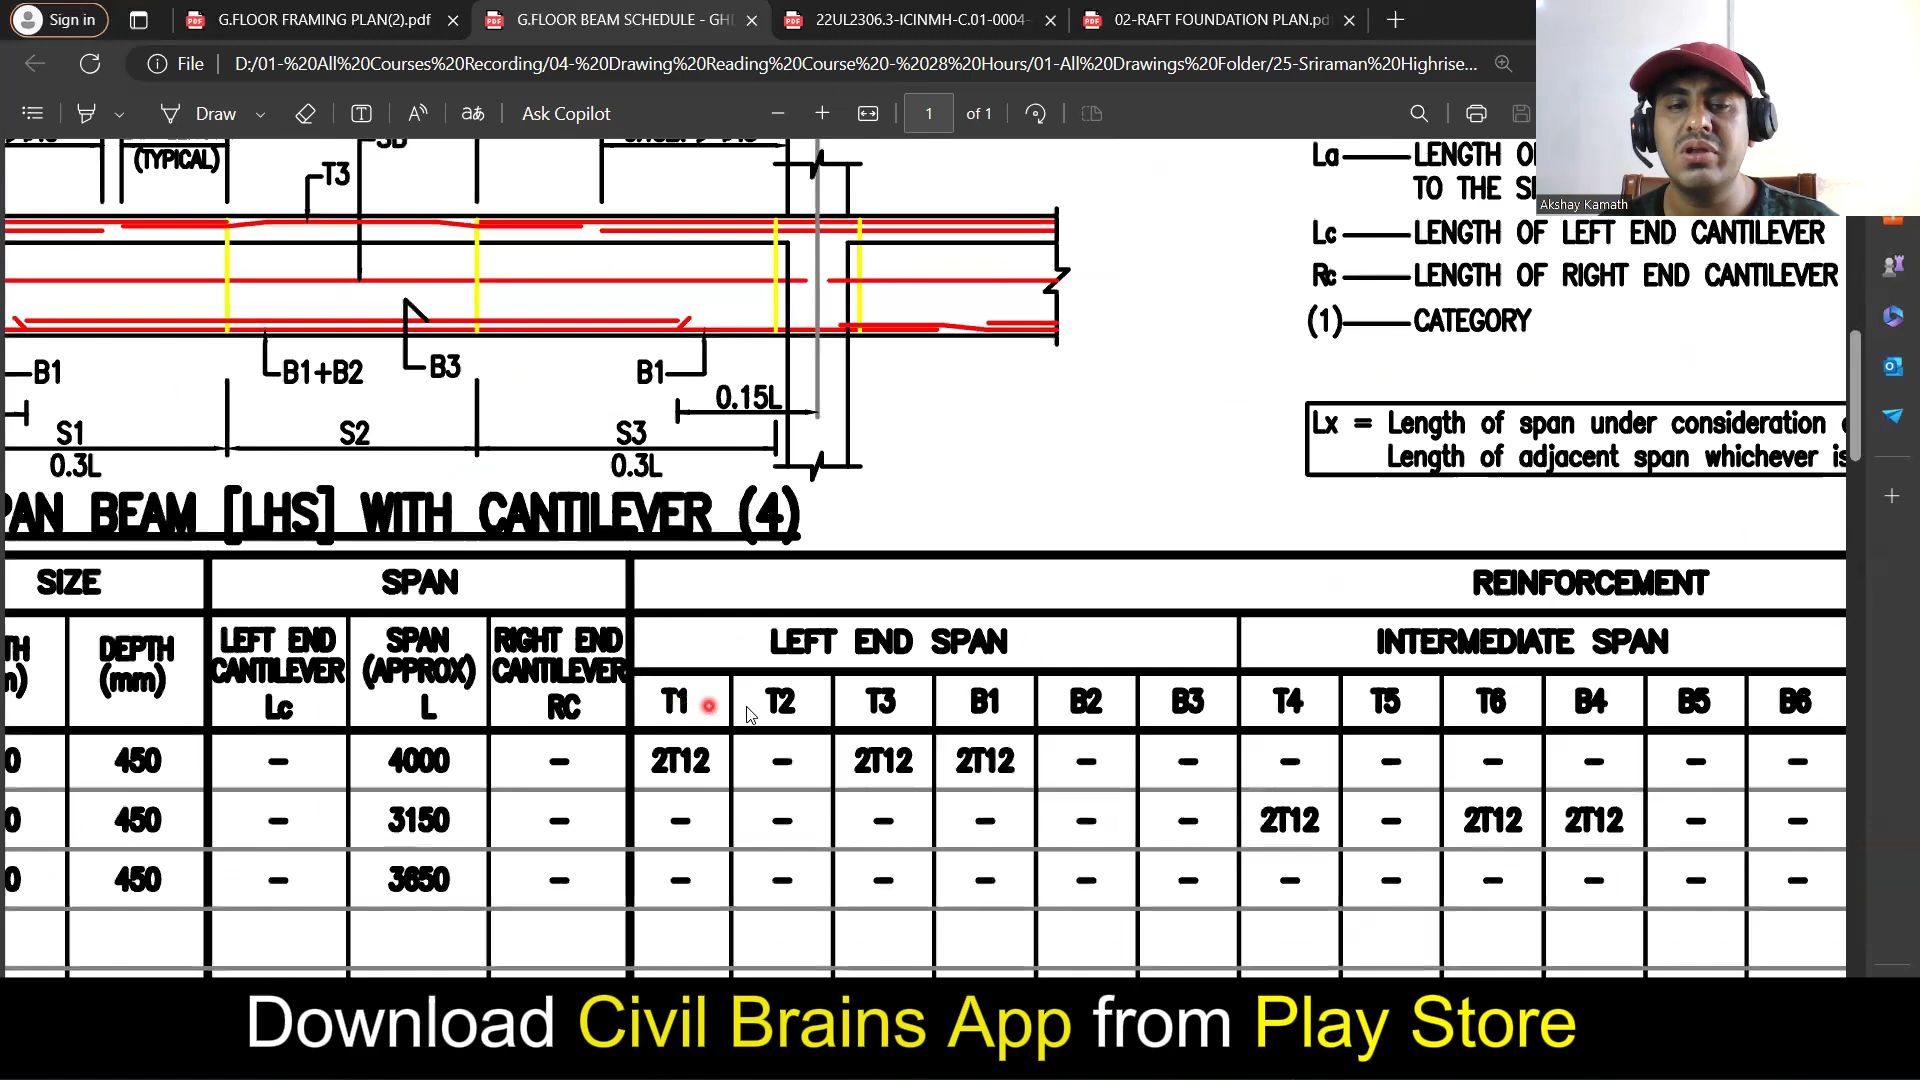 Sign in
G.FLOOR FRAMING PLAN(2).pdf
G.FLOOR BEAM SCHEDULE - GH
22UL2306.3-ICINMH-C.01-0004-
02-RAFT FOUNDATION PLAN.pd
File
D:/01-%20All%20Courses%20Recording/04-%20Drawing%20Reading%20Course%20-%2028%20Hours/01-All%20Drawings%20Folder/25-Sriraman%20Highrise...
Draw
Ask Copilot
1 of 1
Akshay Kamath
(TYPICAL)
T3
La LENGTH O
TO THE S
Lc LENGTH OF LEFT END CANTILEVER
Rc LENGTH OF RIGHT END CANTILEVER
(1) CATEGORY
B1
B1+B2
B3
B1
0.15L
S1
S2
S3
0.3L
0.3L
Lx = Length of span under consideration
Length of adjacent span whichever is
PAN BEAM [LHS] WITH CANTILEVER (4)
SIZE SPAN REINFORCEMENT
DEPTH (mm)
LEFT END CANTILEVER Lc
SPAN (APPROX) L
RIGHT END CANTILEVER RC
LEFT END SPAN INTERMEDIATE SPAN
T1 T2 T3 B1 B2 B3 T4 T5 T6 B4 B5 B6
0 450 - 4000 - 2T12 - 2T12 2T12 - - - - - - - -
0 450 - 3150 - - - - - - - 2T12 - 2T12 2T12 - -
0 450 - 3650 - - - - - - - - - - - - -
Download Civil Brains App from Play Store